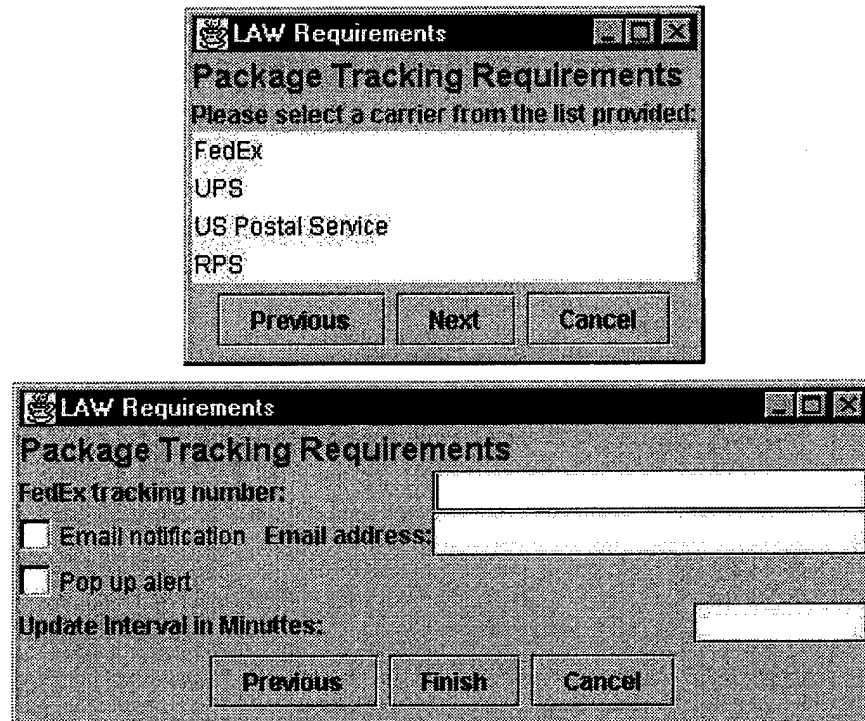 LAW Requirements
Package Tracking Requirements
Please select a carrier from the list provided:
FedEx
UPS
US Postal Service
RPS
Previous Next Cancel
LAW Requirements
Package Tracking Requirements
FedEx tracking number:
Email notification Email address:
Pop up alert
Update Interval in Minuttes:
Previous Finish Cancel